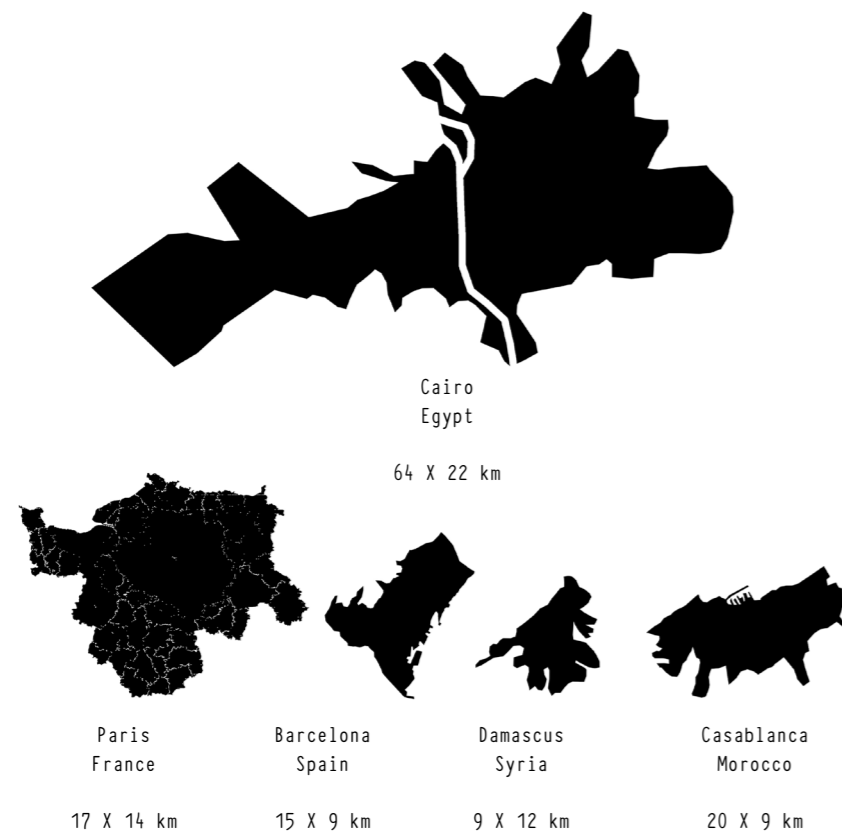 Cairo
Egypt
64 X 22 km
Paris
France
17 X 14 km
Barcelona
Spain
15 X 9 km
Damascus
Syria
9 X 12 km
Casablanca
Morocco
20 X 9 km